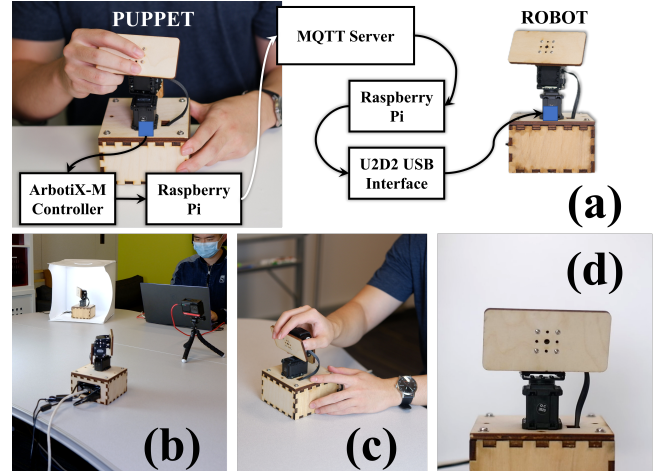 PUPPET
MQTT Server
ROBOT
Raspberry
Pi
U2D2 USB
Interface
ArbotiX-M
Controller
Raspberry
Pi
(a)
(b)
(c)
(d)